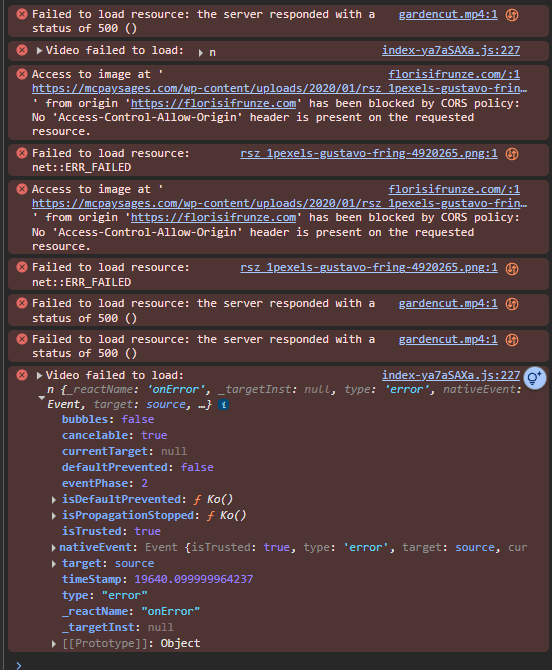 Failed to load resource: the server responded with a gardencut.mp4:1
status of 500 ()
Video failed to load: n index-ya7aSAXa.js:227
Access to image at ' florisifrunze.com/:1
https://mcpaysages.com/wp-content/uploads/2020/01/rsz_1pexels-gustavo-frin…
' from origin 'https://florisifrunze.com' has been blocked by CORS policy:
No 'Access-Control-Allow-Origin' header is present on the requested
resource.
Failed to load resource: rsz_1pexels-gustavo-fring-4920265.png:1
net::ERR_FAILED
Access to image at ' florisifrunze.com/:1
https://mcpaysages.com/wp-content/uploads/2020/01/rsz_1pexels-gustavo-frin…
' from origin 'https://florisifrunze.com' has been blocked by CORS policy:
No 'Access-Control-Allow-Origin' header is present on the requested
resource.
Failed to load resource: rsz_1pexels-gustavo-fring-4920265.png:1
net::ERR_FAILED
Failed to load resource: the server responded with a gardencut.mp4:1
status of 500 ()
Failed to load resource: the server responded with a gardencut.mp4:1
status of 500 ()
Video failed to load: index-ya7aSAXa.js:227
n {_reactName: 'onError', _targetInst: null, type: 'error', nativeEvent:
Event, target: source, …} i
bubbles: false
cancelable: true
currentTarget: null
defaultPrevented: false
eventPhase: 2
isDefaultPrevented: ƒ Ko()
isPropagationStopped: ƒ Ko()
isTrusted: true
nativeEvent: Event {isTrusted: true, type: 'error', target: source, cur
target: source
timeStamp: 19640.099999964237
type: "error"
_reactName: "onError"
_targetInst: null
[[Prototype]]: Object